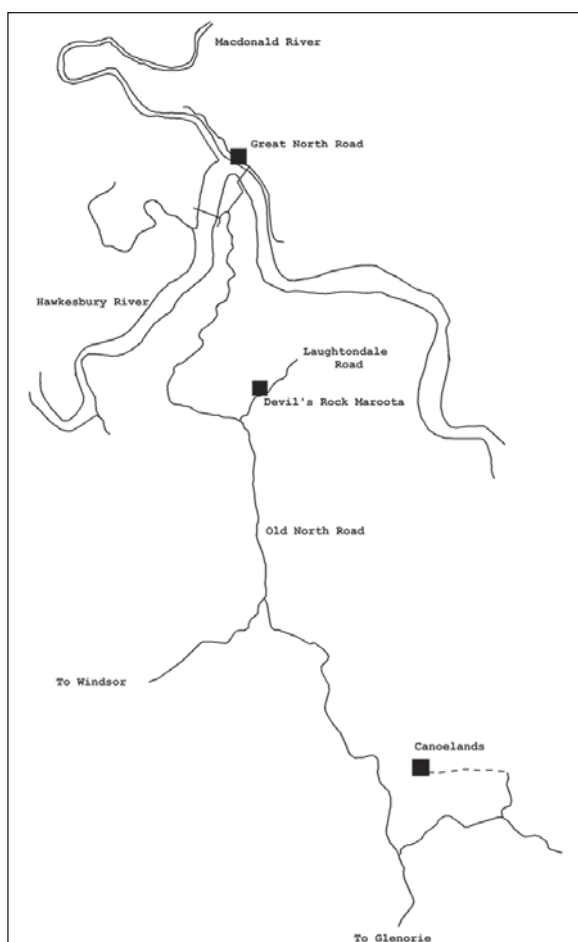 Macdonald River
Great North Road
Hawkesbury River
Laughtondale
Road
Devil's Rock Maroota
Old North Road
To Windsor
Canoelands
To Glenorie